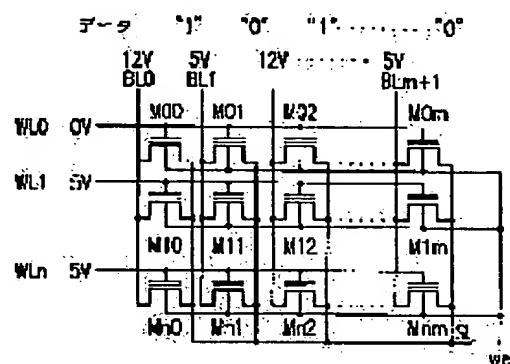 データ "1" "0" "1" ........ "0"
12V 5V 12V ........ 5V
BL0 BL1 BLm+1
M00 M01 M02 M0m
WL0 0V
WL1 5V
M10 M11 M12 M1m
WLn 5V
Mn0 Mn1 Mn2 Mnm
we